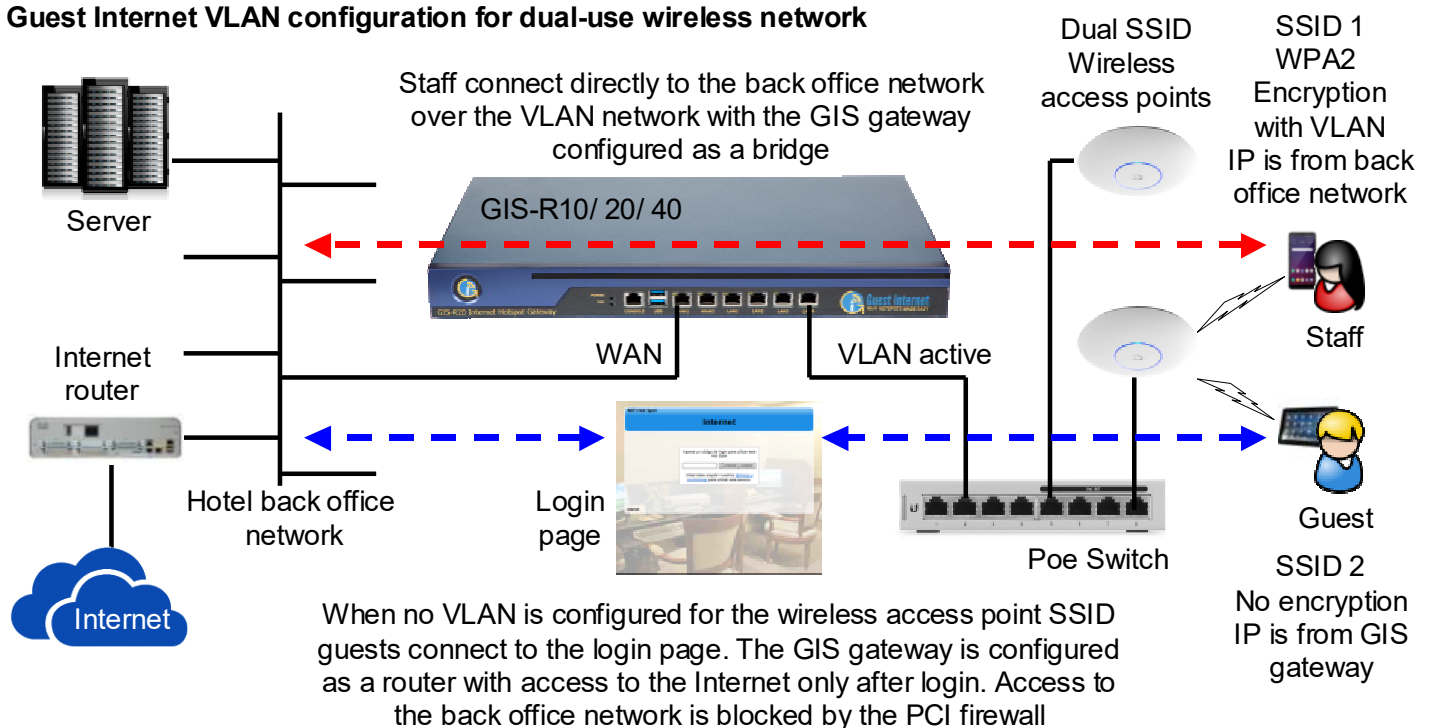 Guest Internet VLAN configuration for dual-use wireless network
Dual SSID
Wireless
access points
SSID 1
WPA2
Encryption
with VLAN
IP is from back
office network
Staff connect directly to the back office network
over the VLAN network with the GIS gateway
configured as a bridge
Server
GIS-R10/ 20/ 40
Guest Internet
GIS-R20 Internet Hotspot Gateway
Staff
Internet
router
WAN
VLAN active
Internet
Hotel back office
network
Login
page
Poe Switch
Guest
SSID 2
No encryption
IP is from GIS
gateway
Internet
When no VLAN is configured for the wireless access point SSID
guests connect to the login page. The GIS gateway is configured
as a router with access to the Internet only after login. Access to
the back office network is blocked by the PCI firewall